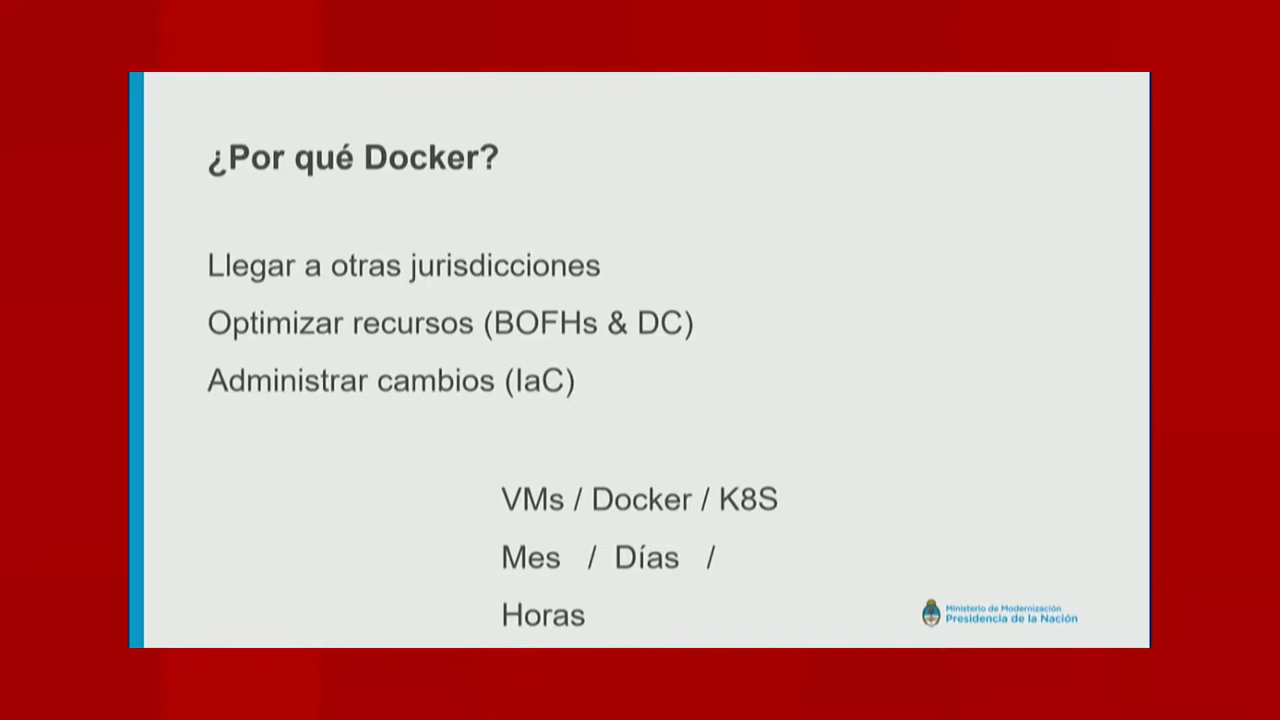 ¿Por qué Docker?
Llegar a otras jurisdicciones
Optimizar recursos (BOFHs & DC)
Administrar cambios (IaC)
VMs / Docker / K8S
Mes / Días /
Horas
Ministerio de Modernización
Presidencia de la Nación